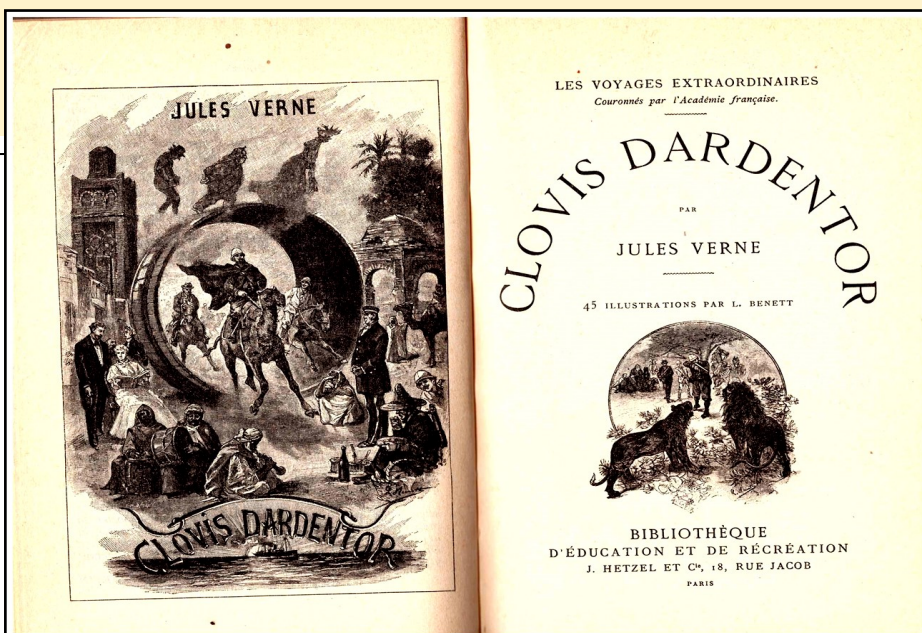 JULES VERNE
CLOVIS DARDENTOR
LES VOYAGES EXTRAORDINAIRES
Couronnés par l'Académie française.
CLOVIS DARDENTOR
PAR
JULES VERNE
45 ILLUSTRATIONS PAR L. BENETT
BIBLIOTHÈQUE
D'ÉDUCATION ET DE RÉCRÉATION
J. HETZEL ET Cie, 18, RUE JACOB
PARIS